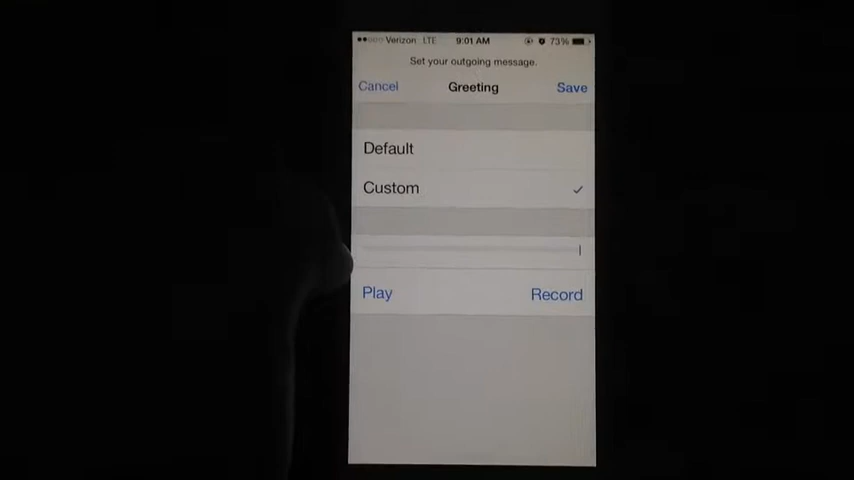 Verizon LTE 9:01 AM 73%
Set your outgoing message.
Cancel Greeting Save
Default
Custom
Play Record